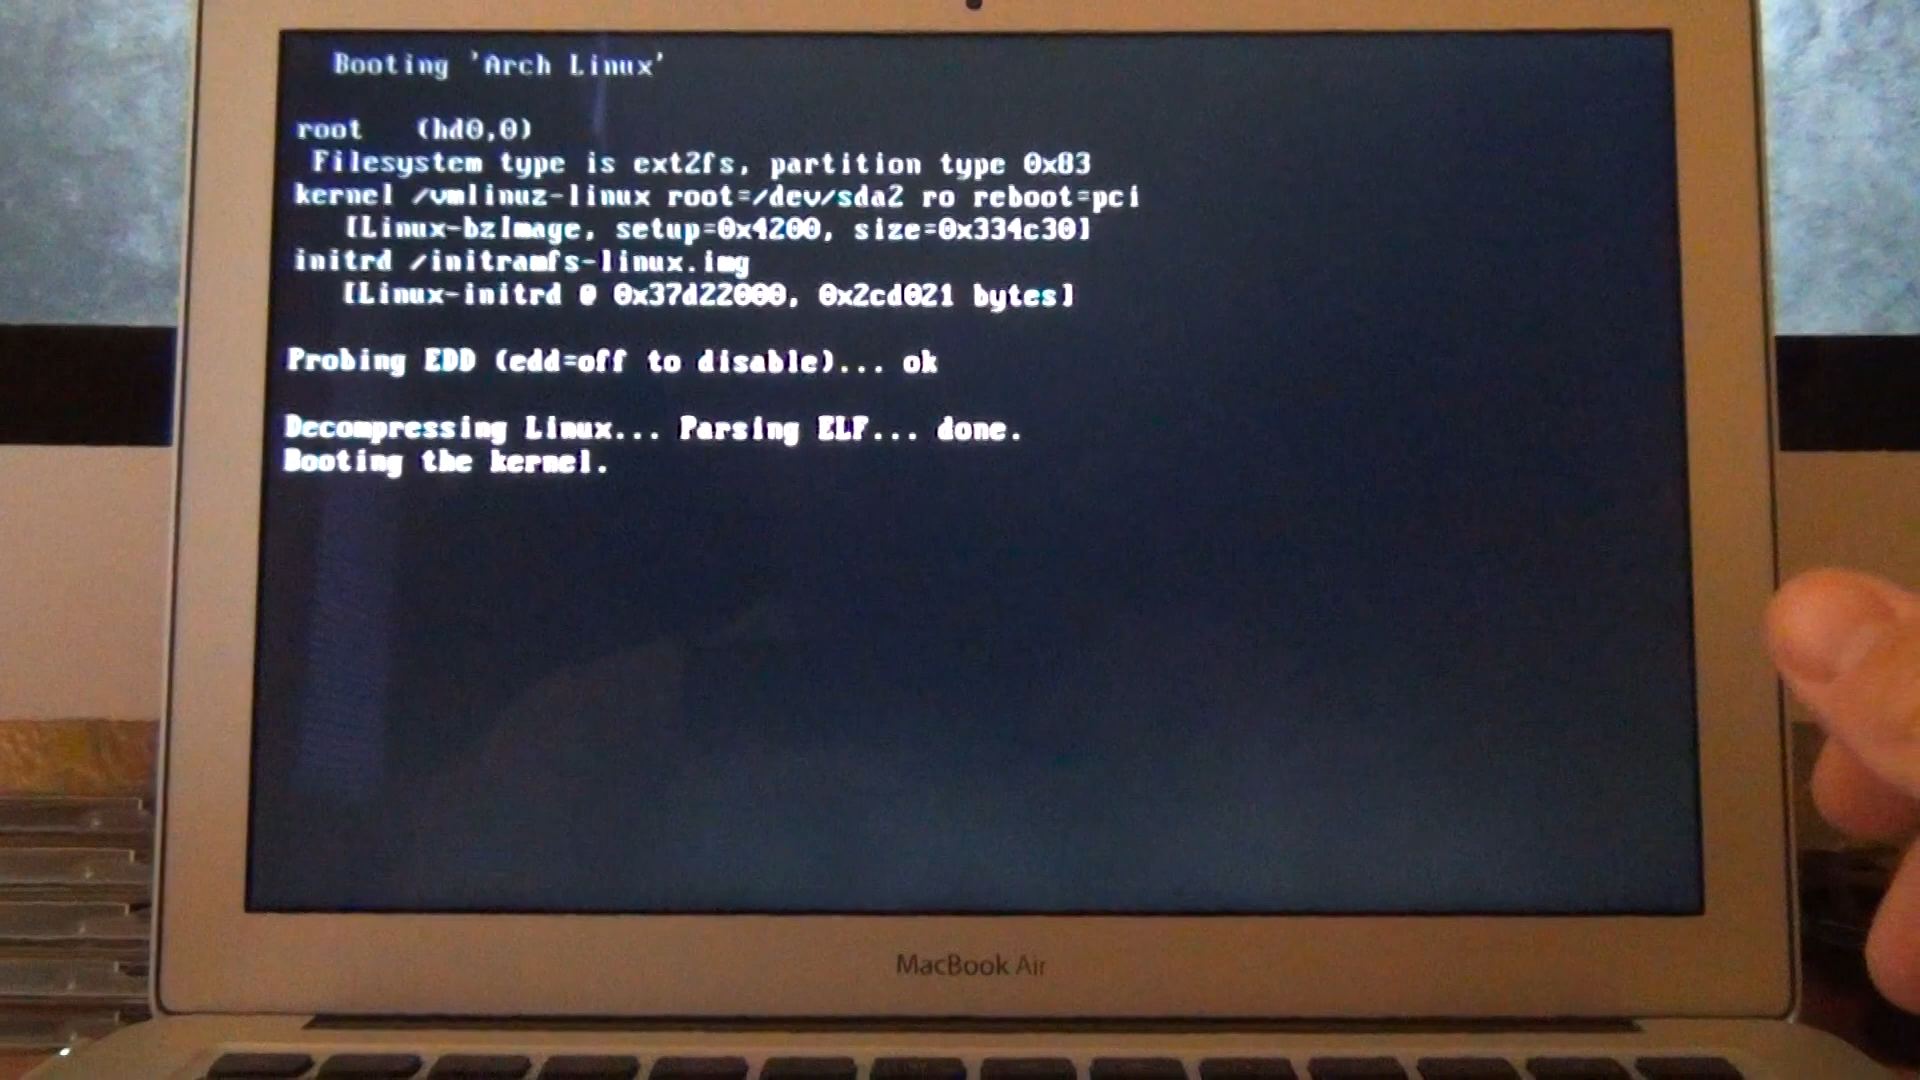 Booting 'Arch Linux'
root (hd0,0)
Filesystem type is ext2fs, partition type 0x83
kernel /vmlinuz-linux root=/dev/sda2 ro reboot=pci
[Linux-bzImage, setup=0x4200, size=0x334c30]
initrd /initramfs-linux.img
[Linux-initrd @ 0x37d22000, 0x2cd021 bytes]
Probing EDD (edd=off to disable)... ok
Decompressing Linux... Parsing ELF... done.
Booting the kernel.
MacBook Air